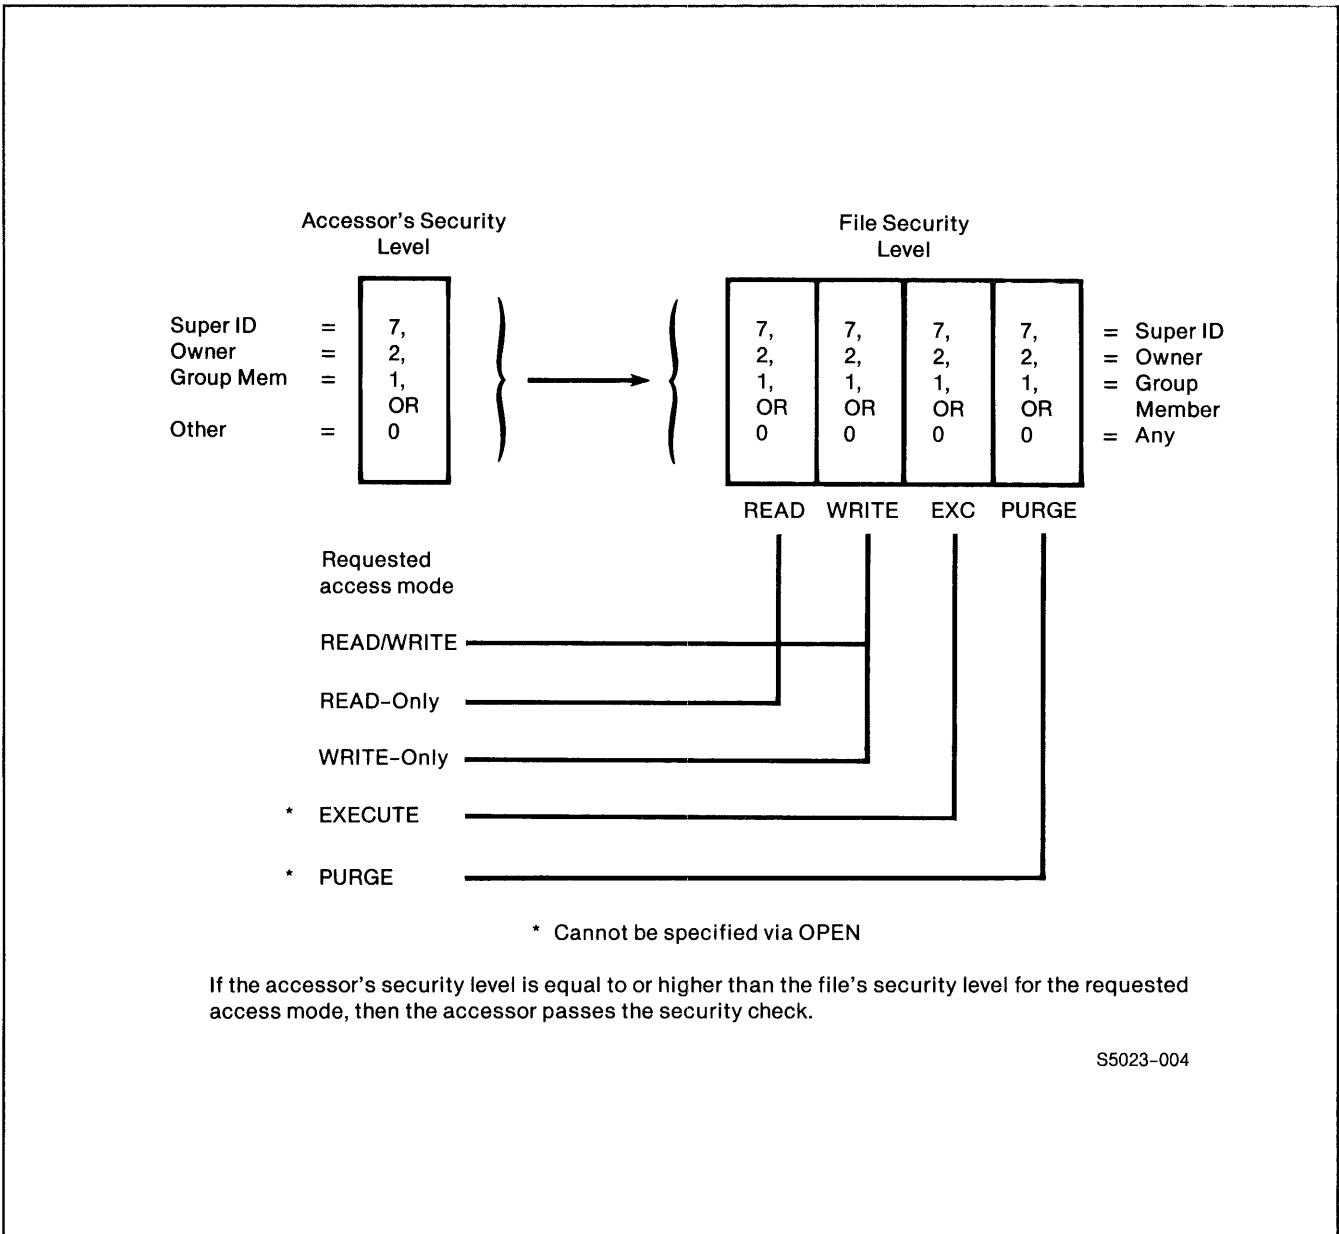 Accessor's Security
Level
File Security
Level
Super ID = 7, 7, 7, 7, 7, = Super ID
Owner = 2, 2, 2, 2, 2, = Owner
Group Mem = 1, 1, 1, 1, 1, = Group
OR OR OR OR OR Member
Other = 0 0 0 0 0 = Any
READ WRITE EXC PURGE
Requested
access mode
READ/WRITE
READ-Only
WRITE-Only
* EXECUTE
* PURGE
* Cannot be specified via OPEN
If the accessor's security level is equal to or higher than the file's security level for the requested
access mode, then the accessor passes the security check.
S5023-004